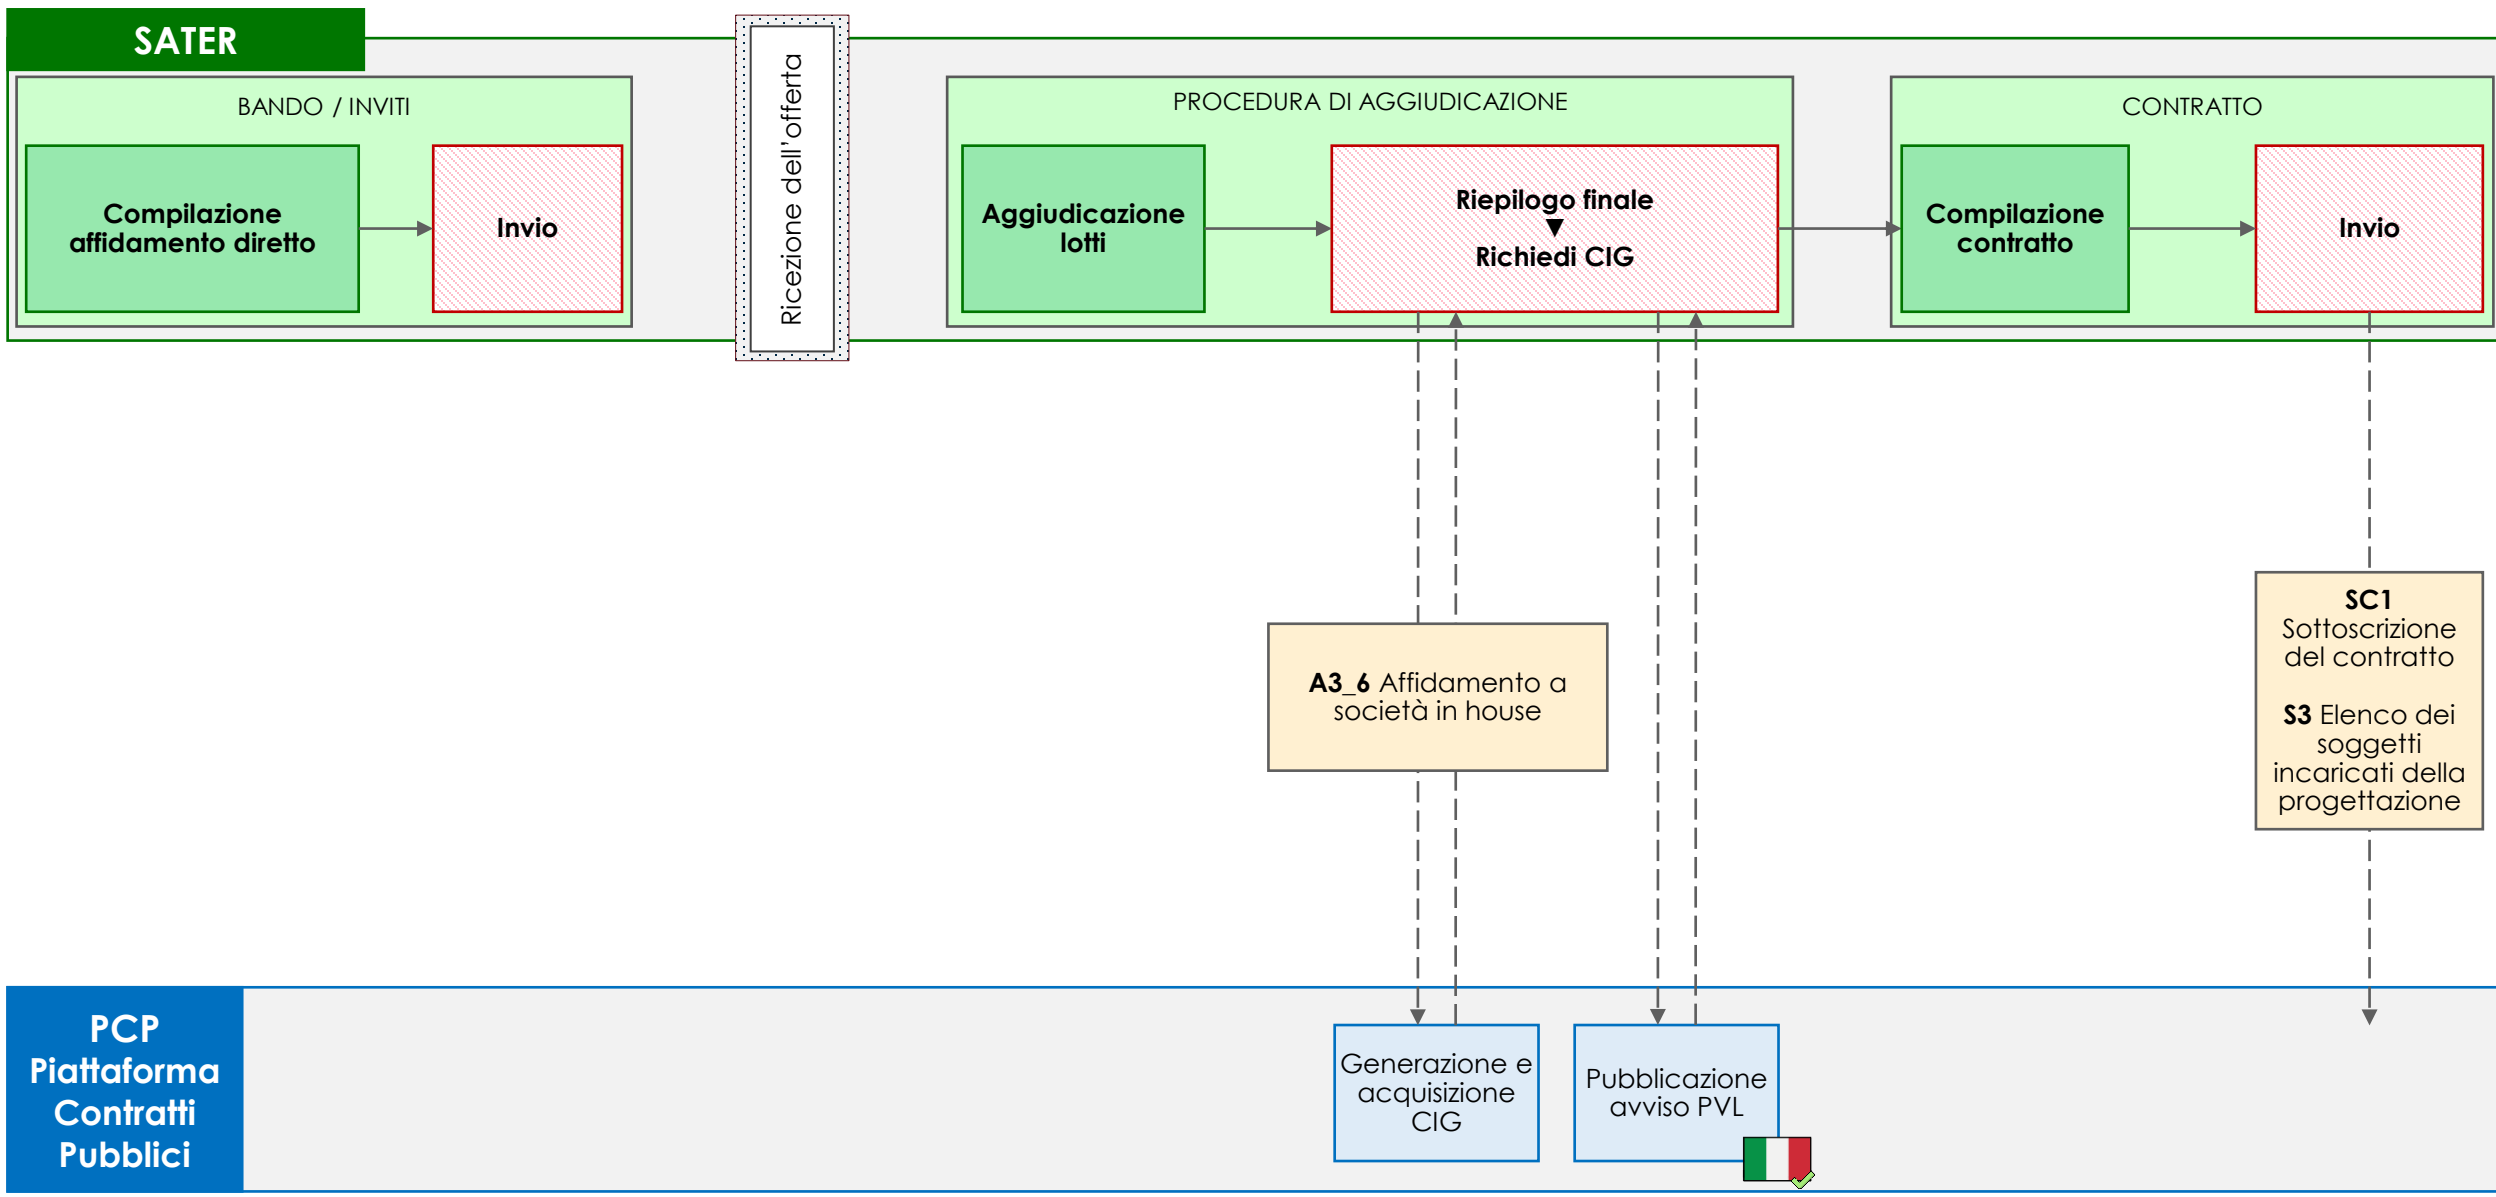 SATER
BANDO / INVITI
Compilazione
affidamento diretto
Invio
Ricezione dell'offerta
PROCEDURA DI AGGIUDICAZIONE
Aggiudicazione
lotti
Riepilogo finale
▼
Richiedi CIG
CONTRATTO
Compilazione
contratto
Invio
A3_6 Affidamento a
società in house
SC1
Sottoscrizione
del contratto
S3 Elenco dei
soggetti
incaricati della
progettazione
PCP
Piattaforma
Contratti
Pubblici
Generazione e
acquisizione
CIG
Pubblicazione
avviso PVL